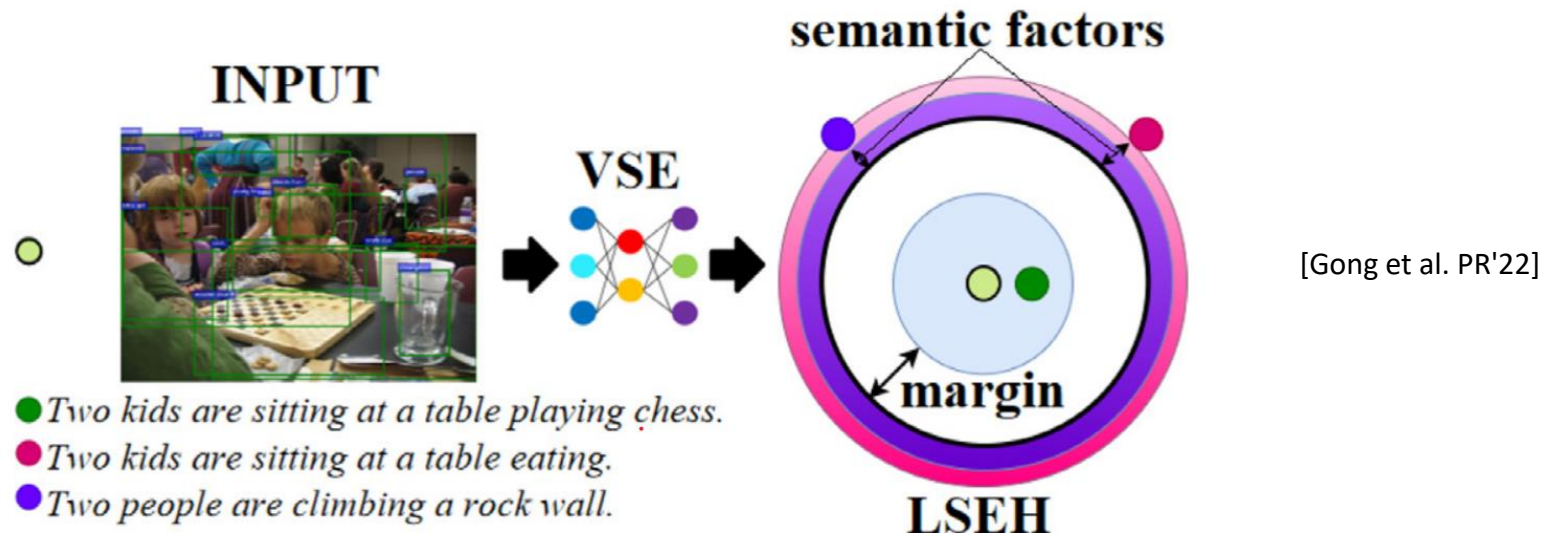 semantic factors
INPUT
VSE
[Gong et al. PR'22]
margin
Two kids are sitting at a table playing chess.
Two kids are sitting at a table eating.
Two people are climbing a rock wall.
LSEH